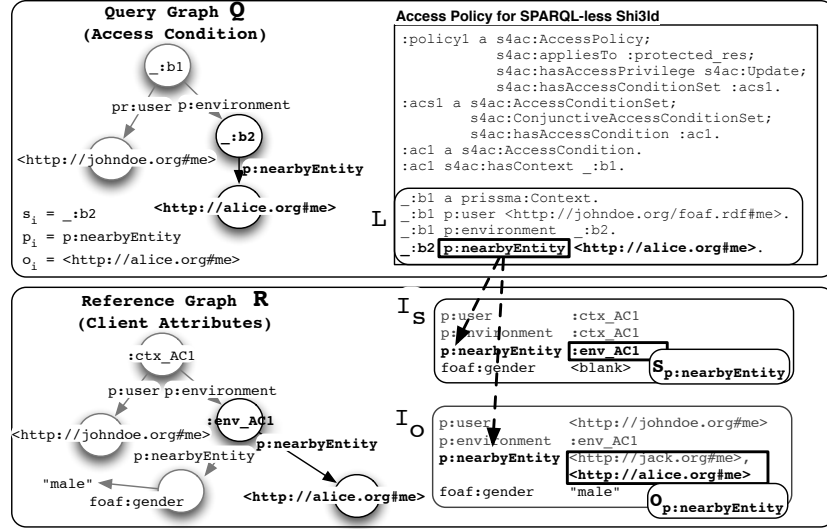 Query Graph Q
(Access Condition)
_:b1
pr:user p:environment
_:b2
<http://johndoe.org#me>
p:nearbyEntity
<http://alice.org#me>
s_i = _:b2
p_i = p:nearbyEntity
o_i = <http://alice.org#me>
Access Policy for SPARQL-less Shi3ld
:policy1 a s4ac:AccessPolicy;
s4ac:appliesTo :protected_res;
s4ac:hasAccessPrivilege s4ac:Update;
s4ac:hasAccessConditionSet :acs1.
:acs1 a s4ac:AccessConditionSet;
s4ac:ConjunctiveAccessConditionSet;
s4ac:hasAccessCondition :ac1.
:ac1 a s4ac:AccessCondition.
:ac1 s4ac:hasContext _:b1.
L
_:b1 a prissma:Context.
_:b1 p:user <http://johndoe.org/foaf.rdf#me>.
_:b1 p:environment _:b2.
_:b2 p:nearbyEntity <http://alice.org#me>.
Reference Graph R
(Client Attributes)
:ctx_AC1
p:user p:environment
:env_AC1
<http://johndoe.org#me>
p:nearbyEntity
p:nearbyEntity
"male"
foaf:gender
<http://alice.org#me>
I_S
p:user :ctx_AC1
p:environment :ctx_AC1
p:nearbyEntity :env_AC1
foaf:gender <blank>
S_p:nearbyEntity
I_O
p:user <http://johndoe.org#me>
p:environment :env_AC1
p:nearbyEntity <http://jack.org#me>,
<http://alice.org#me>
foaf:gender "male"
O_p:nearbyEntity